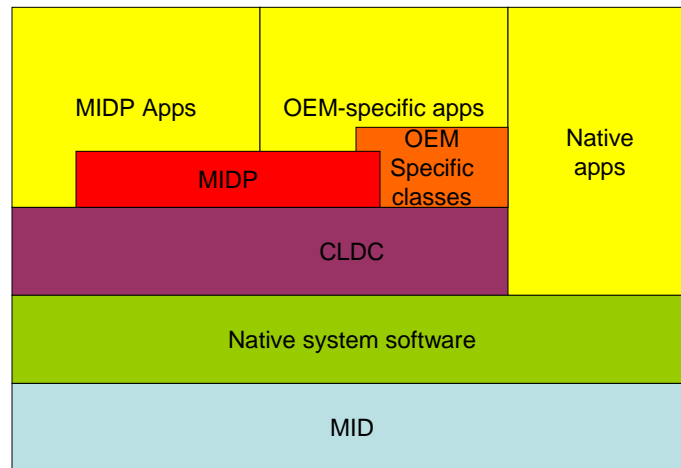 MIDP Apps
OEM-specific apps
Native
apps
OEM
Specific
classes
MIDP
CLDC
Native system software
MID